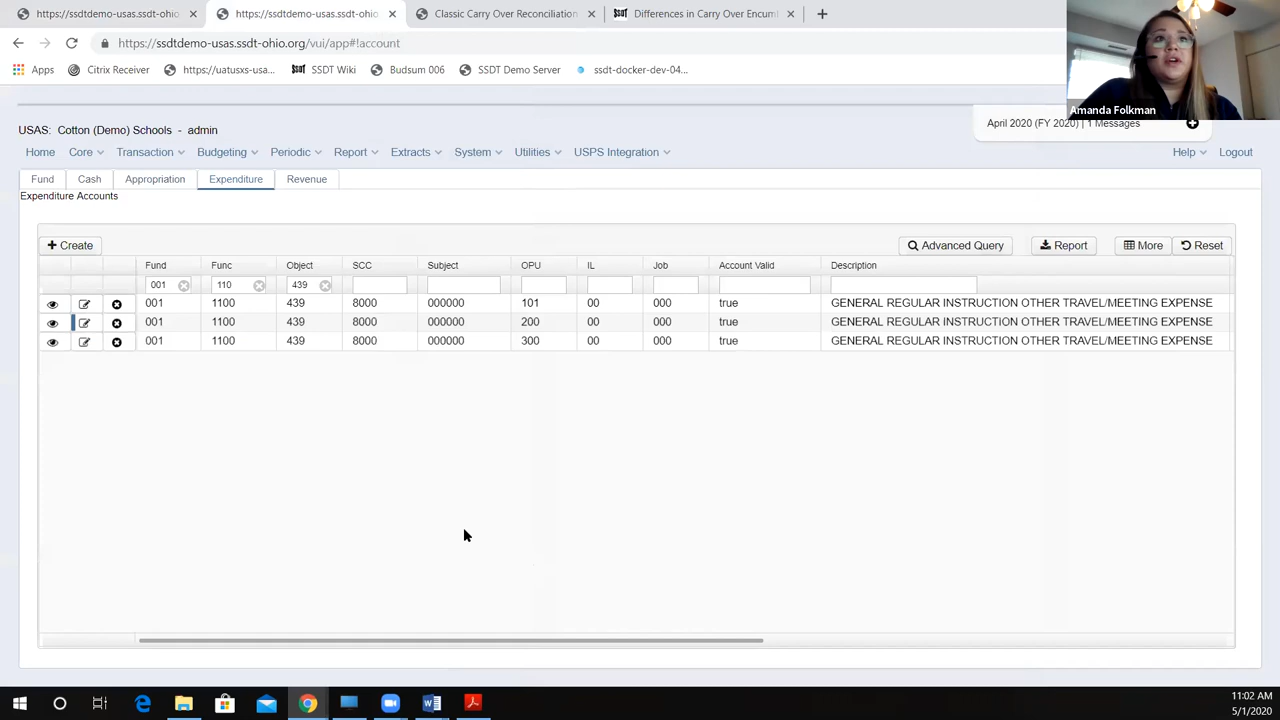 https://ssdtdemo-usas.ssdt-ohio
https://ssdtdemo-usas.ssdt-ohio
Classic Carry Over Reconciliation
SSDT Differences in Carry Over Encum
https://ssdtdemo-usas.ssdt-ohio.org/vui/app#!account
Apps
Citrix Receiver
https://uatusxs-usa...
SSDT SSDT Wiki
Budsum 006
SSDT Demo Server
ssdt-docker-dev-04...
Amanda Folkman
USAS: Cotton (Demo) Schools - admin
April 2020 (FY 2020) | 1 Messages
Home Core Transaction Budgeting Periodic Report Extracts System Utilities USPS Integration Help Logout
Fund Cash Appropriation Expenditure Revenue
Expenditure Accounts
Create Advanced Query Report More Reset
Fund Func Object SCC Subject OPU IL Job Account Valid Description
001 110 439
001 1100 439 8000 000000 101 00 000 true GENERAL REGULAR INSTRUCTION OTHER TRAVEL/MEETING EXPENSE
001 1100 439 8000 000000 200 00 000 true GENERAL REGULAR INSTRUCTION OTHER TRAVEL/MEETING EXPENSE
001 1100 439 8000 000000 300 00 000 true GENERAL REGULAR INSTRUCTION OTHER TRAVEL/MEETING EXPENSE
11:02 AM
5/1/2020